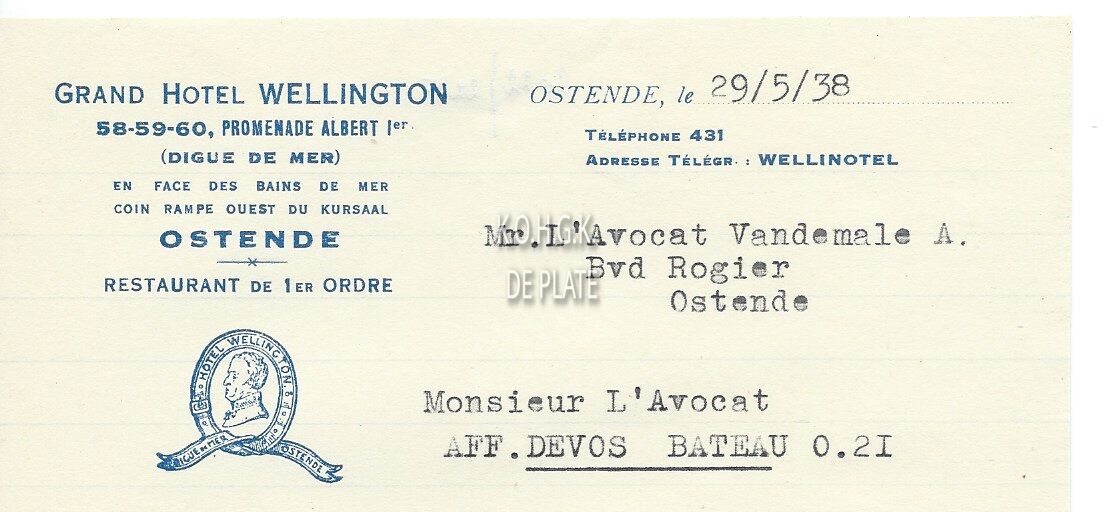 GRAND HOTEL WELLINGTON
58-59-60, PROMENADE ALBERT Ier.
(DIGUE DE MER)
EN FACE DES BAINS DE MER
COIN RAMPE OUEST DU KURSAAL
OSTENDE
RESTAURANT DE 1ER ORDRE
HOTEL WELLINGTON
DIGUE DE MER
OSTENDE
OSTENDE, le 29/5/38
TÉLÉPHONE 431
ADRESSE TÉLÉGR. : WELLINOTEL
K.O.H.G.K.
DE PLATE
Mr.L'Avocat Vandemale A.
Bvd Rogier
Ostende
Monsieur L'Avocat
AFF.DEVOS BATEAU O.2I